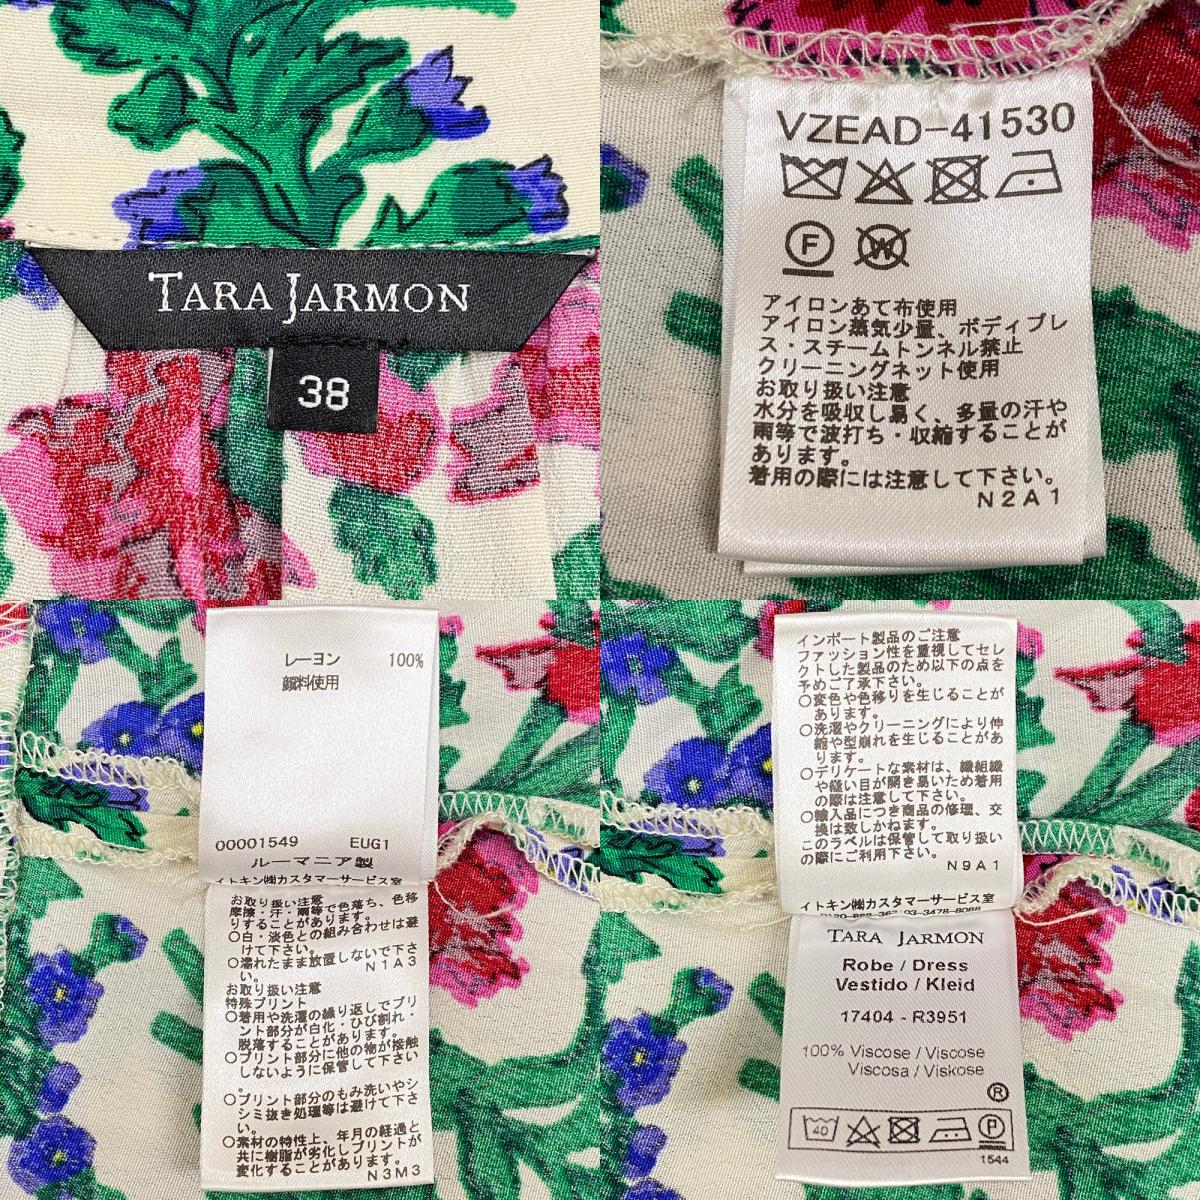 TARA JARMON
38
VZEAD-41530
F
W
アイロンあて布使用
アイロン蒸気少量、ボディプレ
ス・スチームトンネル禁止
クリーニングネット使用
お取り扱い注意
水分を吸収し易く、多量の汗や
雨等で波打ち・収縮することが
あります。
着用の際には注意して下さい。
N2A1
レーヨン 100%
顔料使用
00001549 EUG1
ルーマニア製
イトキン㈱カスタマーサービス室
お取り扱い注意
摩擦・汗・雨等で色落ち、色移
りすることがあります。
○白・淡色との組み合わせは避
けて下さい。
○濡れたまま放置しないで下さ
い。
N1A3
お取り扱い注意
特殊プリント
○着用や洗濯の繰り返しでプリ
ント部分が白化・ひび割れ・
脱落することがあります。
○プリント部分に他の物が接触
しないように保管して下さい
。
○プリント部分のもみ洗いやシ
シミ抜き処理等は避けて下さ
い。
○素材の特性上、年月の経過と
共に樹脂が劣化しプリントが
変化することがあります。
N3M3
インポート製品のご注意
ファッション性を重視してセレ
クトした製品のため以下の点を
予めご了承下さい。
○変色や色移りを生じることが
あります。
○洗濯やクリーニングにより伸
縮や型崩れを生じることがあ
ります。
○デリケートな素材は、織組織
や縫い目が開き易いため着用
の際は注意して下さい。
○輸入品につき商品の修理、交
換は致しかねます。
このラベルは保管して取り扱い
の際にご利用下さい。
N9A1
イトキン㈱カスタマーサービス室
TARA JARMON
Robe / Dress
Vestido / Kleid
17404 - R3951
100% Viscose / Viscose
Viscosa / Viskose
®
40
P
1544